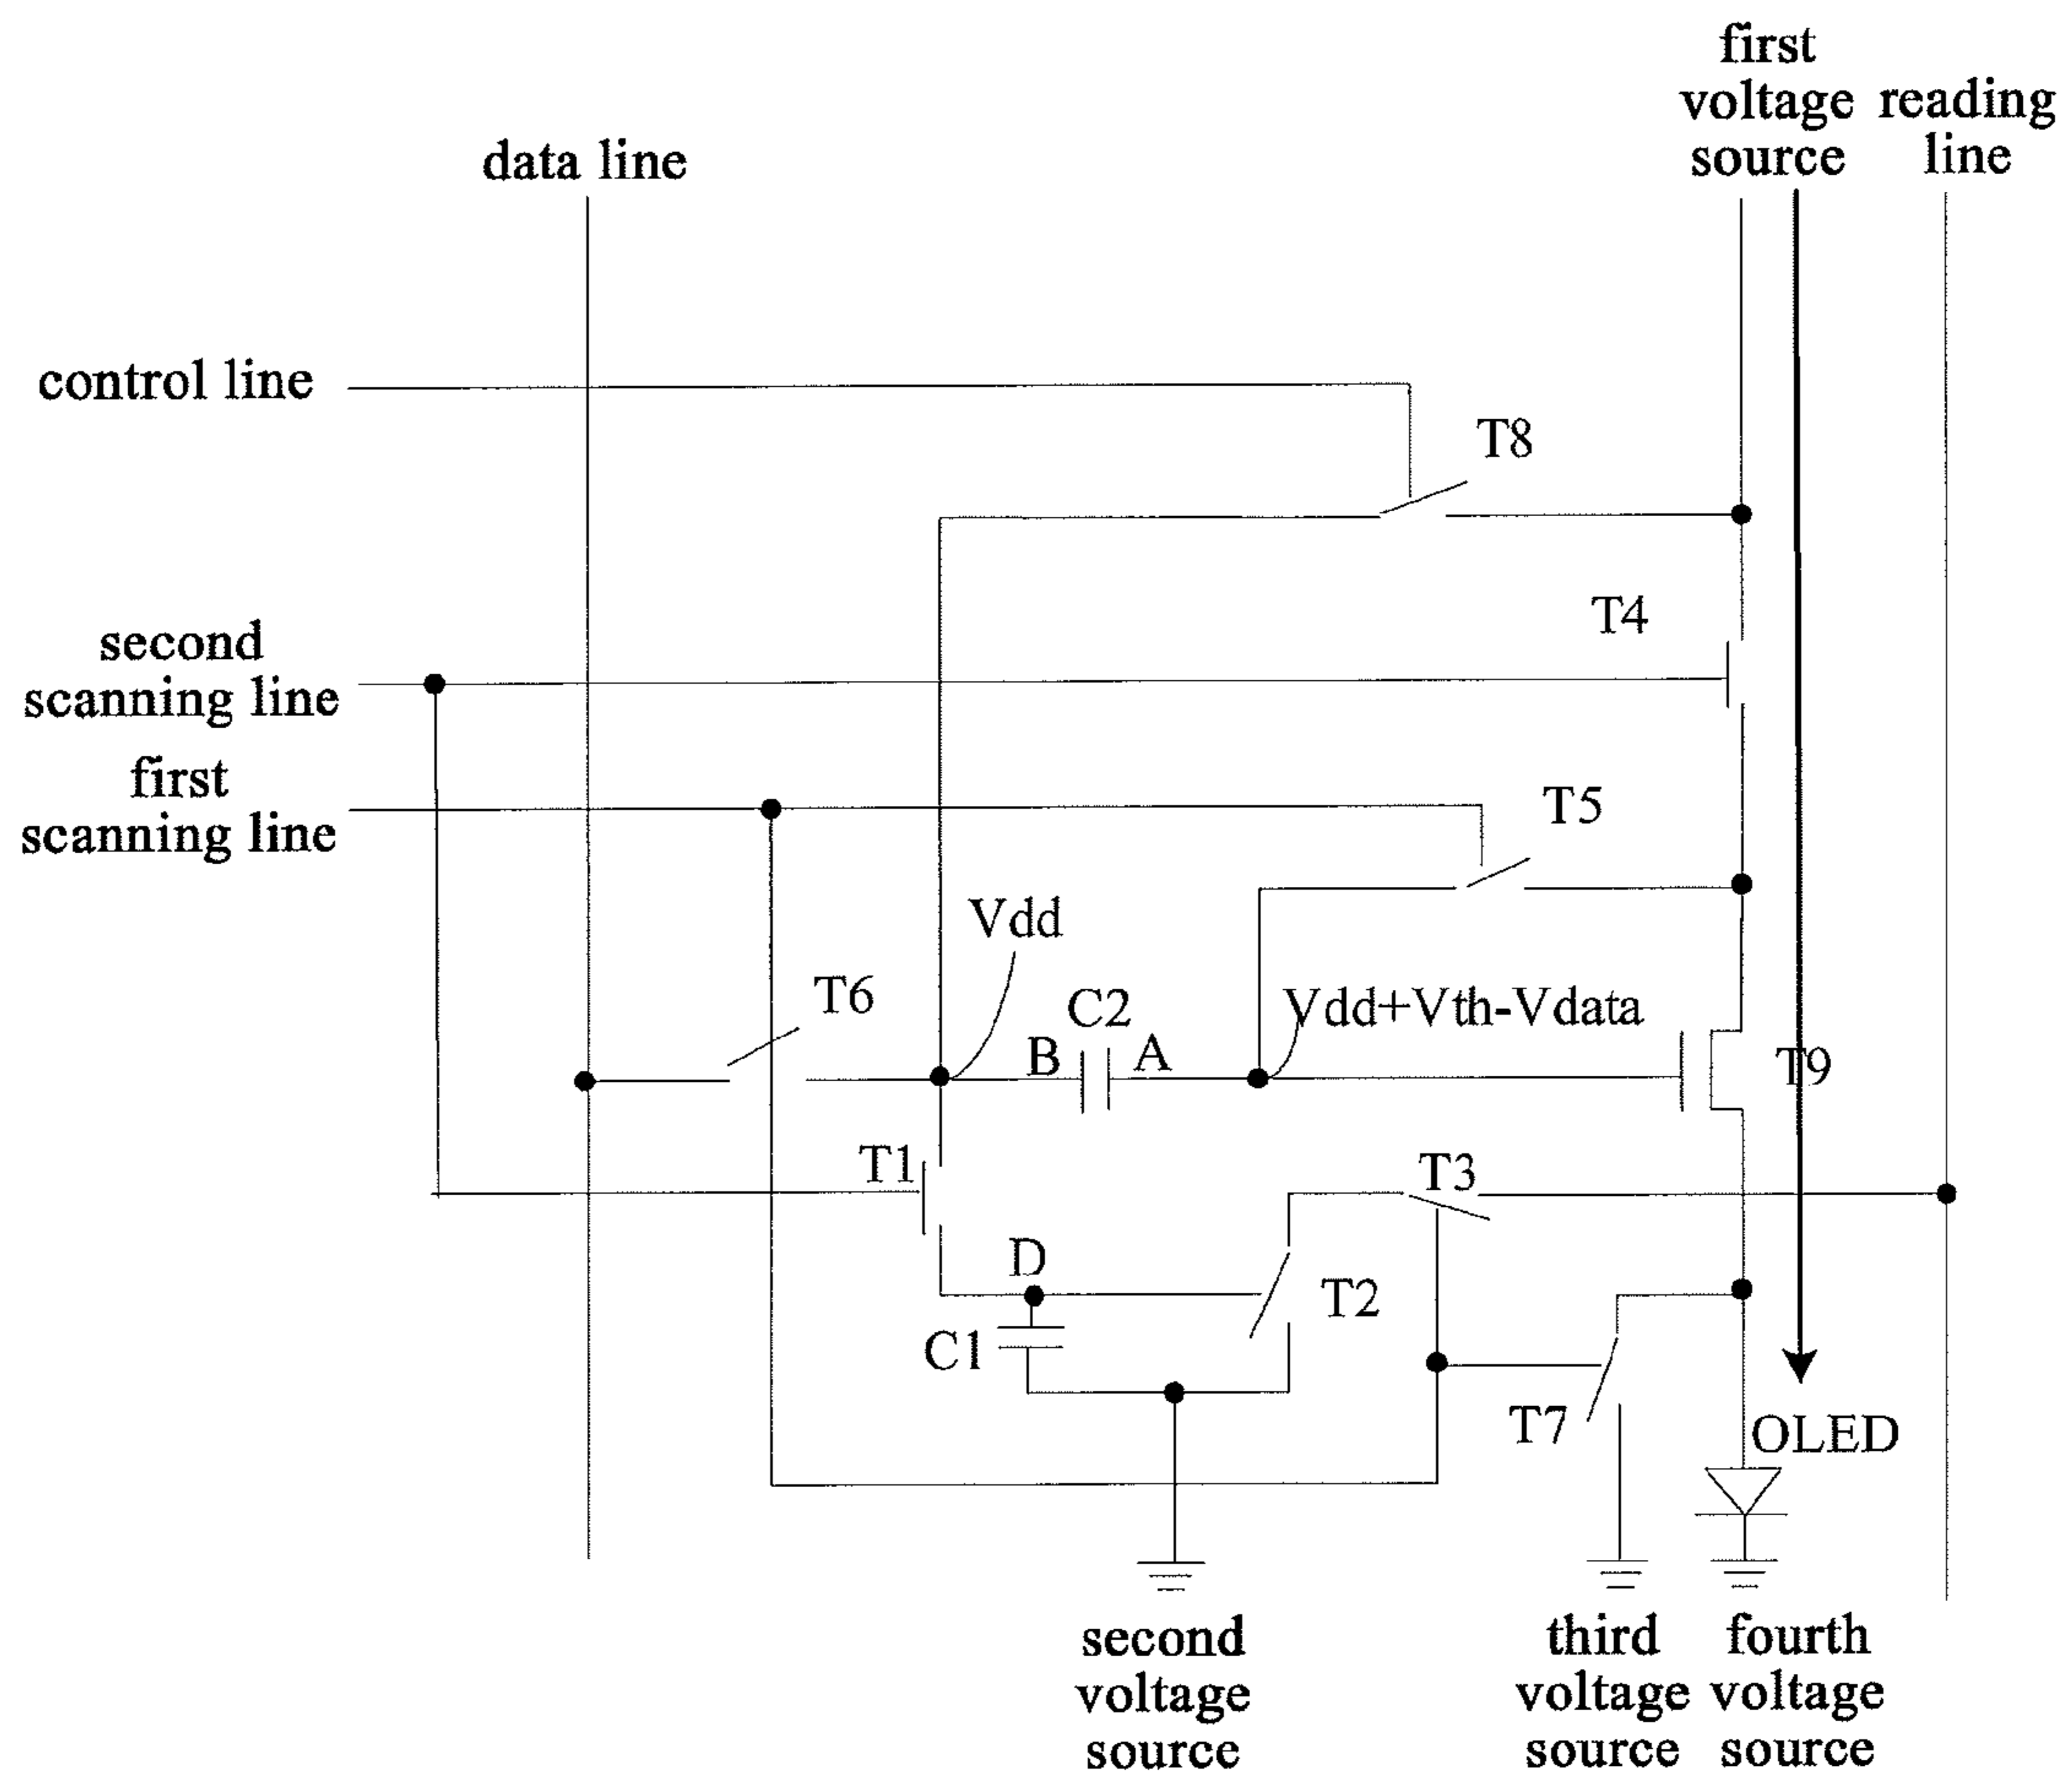 first
voltage
source
reading
line
data line
control line
T8
T4
second
scanning line
first
scanning line
T5
Vdd
T6
C2
Vdd+Vth-Vdata
B
A
T9
T1
T3
D
T2
C1
T7
OLED
second
voltage
source
third
voltage
source
fourth
voltage
source